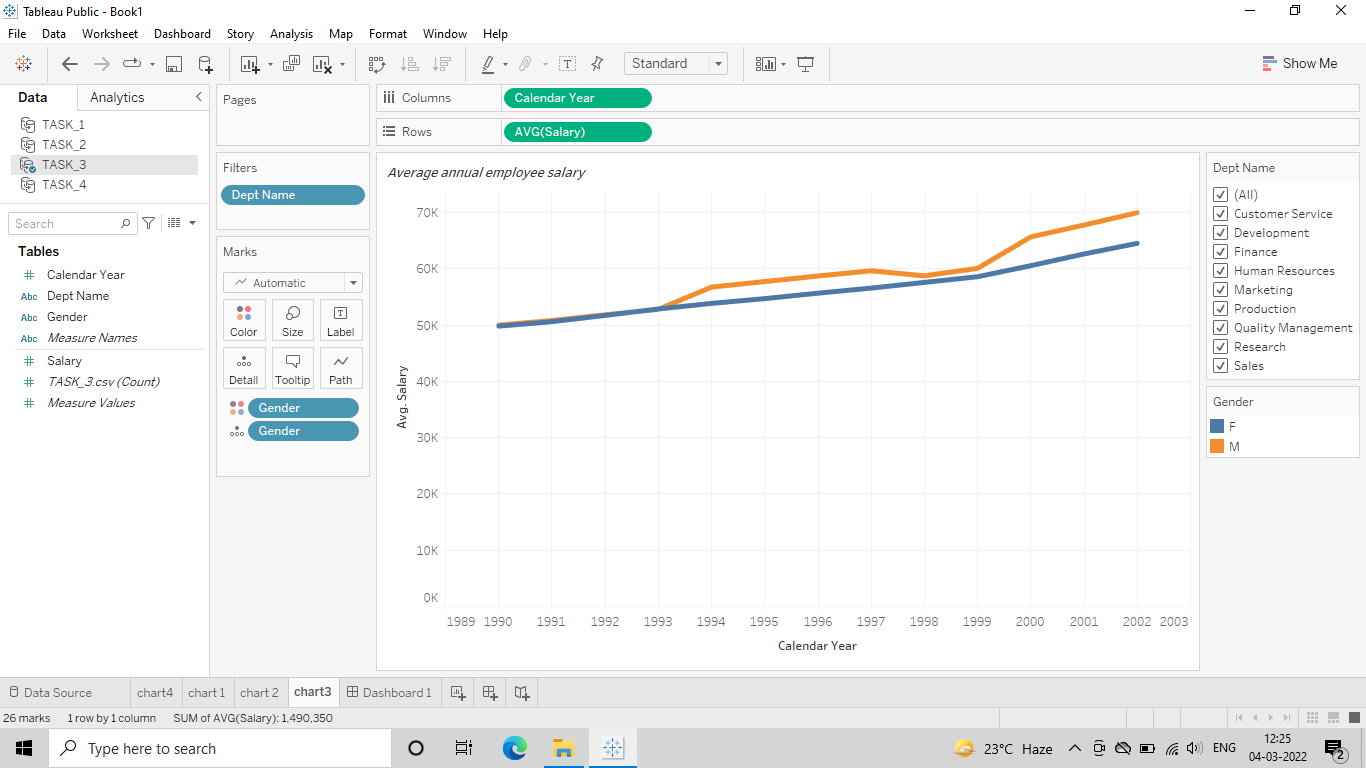 Tableau Public - Book1
File Data Worksheet Dashboard Story Analysis Map Format Window Help
Standard
Show Me
Data Analytics
TASK_1
TASK_2
TASK_3
TASK_4
Search
Tables
Calendar Year
Abc Dept Name
Abc Gender
Abc Measure Names
Salary
TASK_3.csv (Count)
Measure Values
Pages
Filters
Dept Name
Marks
Automatic
Color Size Label
Detail Tooltip Path
Gender
Gender
Columns Calendar Year
Rows AVG(Salary)
Average annual employee salary
70K
60K
50K
40K
30K
20K
10K
0K
Avg. Salary
1989 1990 1991 1992 1993 1994 1995 1996 1997 1998 1999 2000 2001 2002 2003
Calendar Year
Dept Name
(All)
Customer Service
Development
Finance
Human Resources
Marketing
Production
Quality Management
Research
Sales
Gender
F
M
Data Source chart4 chart 1 chart 2 chart3 Dashboard 1
26 marks 1 row by 1 column SUM of AVG(Salary): 1,490,350
Type here to search
23°C Haze
ENG
12:25
04-03-2022
2